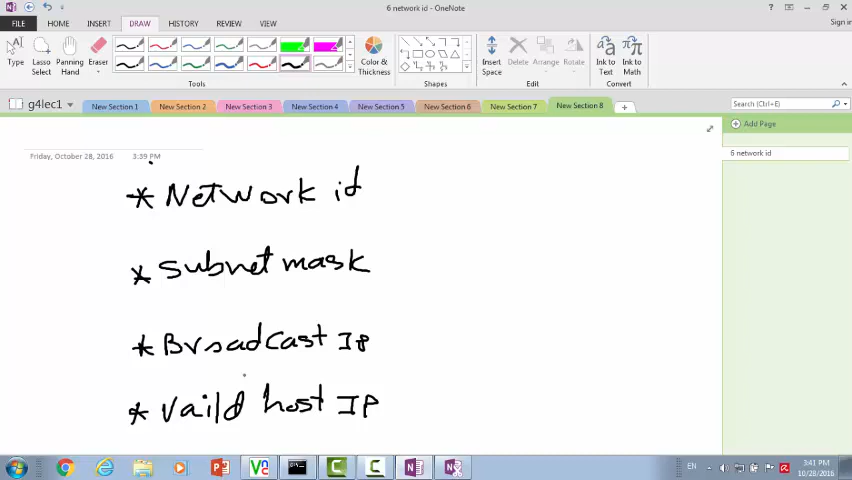 6 network id - OneNote
FILE HOME INSERT DRAW HISTORY REVIEW VIEW
Sign in
Type Lasso Select Panning Hand Eraser Color & Thickness Insert Space Delete Arrange Rotate Ink to Text Ink to Math
Tools Shapes Edit Convert
g4lec1 New Section 1 New Section 2 New Section 3 New Section 4 New Section 5 New Section 6 New Section 7 New Section 8 Search (Ctrl+E)
Add Page
6 network id
Friday, October 28, 2016 3:39 PM
* Network id
* Subnet mask
* Broadcast IP
* Vaild host IP
EN 3:41 PM
10/28/2016